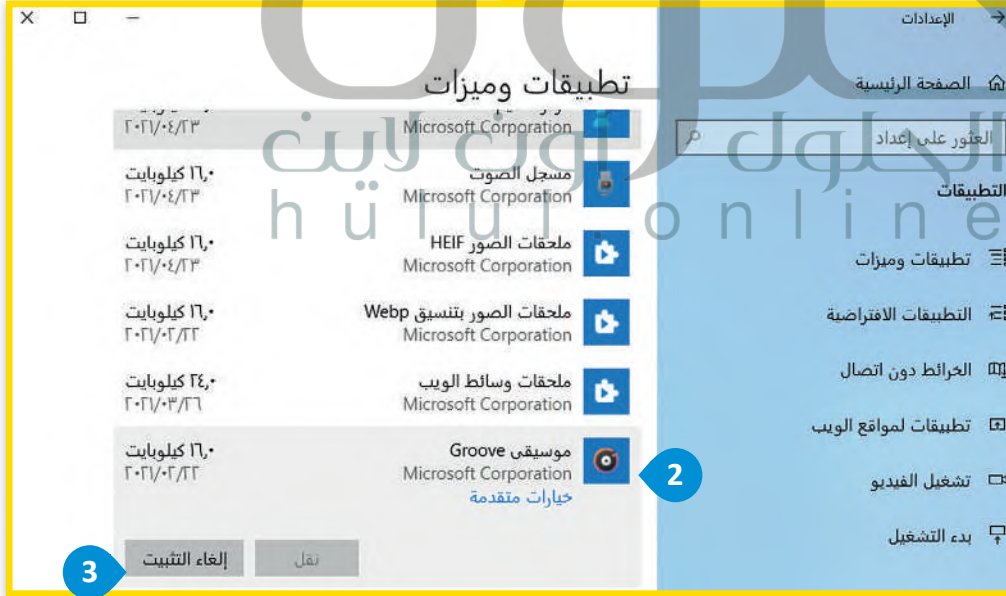 الإعدادات
الصفحة الرئيسية
العثور على إعداد
التطبيقات
تطبيقات وميزات
التطبيقات الافتراضية
الخرائط دون اتصال
تطبيقات لمواقع الويب
تشغيل الفيديو
بدء التشغيل
تطبيقات وميزات
Microsoft Corporation
٢٠٢١/٠٤/٢٣
مسجل الصوت
١٦,٠ كيلوبايت
Microsoft Corporation
٢٠٢١/٠٤/٢٣
ملحقات الصور HEIF
١٦,٠ كيلوبايت
Microsoft Corporation
٢٠٢١/٠٤/٢٣
ملحقات الصور بتنسيق Webp
١٦,٠ كيلوبايت
Microsoft Corporation
٢٠٢١/٠٢/٢٢
ملحقات وسائط الويب
٢٤,٠ كيلوبايت
Microsoft Corporation
٢٠٢١/٠٣/٢٦
موسيقى Groove
١٦,٠ كيلوبايت
Microsoft Corporation
٢٠٢١/٠٢/٢٢
خيارات متقدمة
2
نقل
إلغاء التثبيت
3
الحلول اون لاين
hulul online